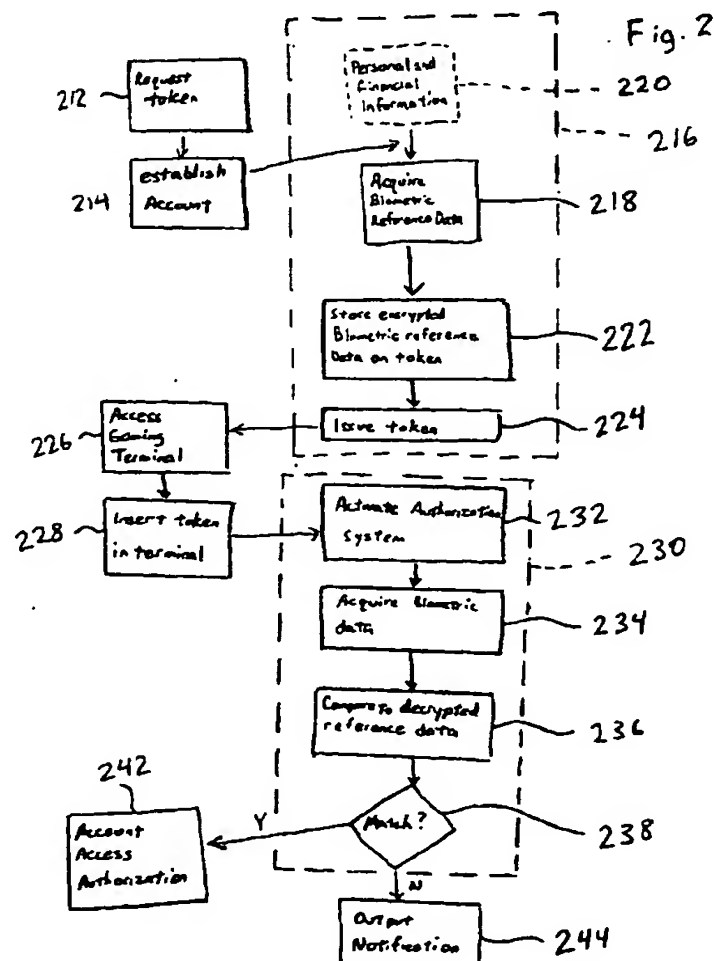 Fig. 2
212
Request
token
Personal and
Financial
Information
220
216
214
establish
Account
Acquire
Biometric
Reference Data
218
Store encrypted
Biometric reference
Data on token
222
Issue token
224
226
Access
Gaming
Terminal
228
Insert token
in terminal
Activate Authorization
System
232
230
Acquire Biometric
data
234
Compare to decrypted
reference data
236
242
Account
Access
Authorization
Y
Match?
238
N
Output
Notification
244